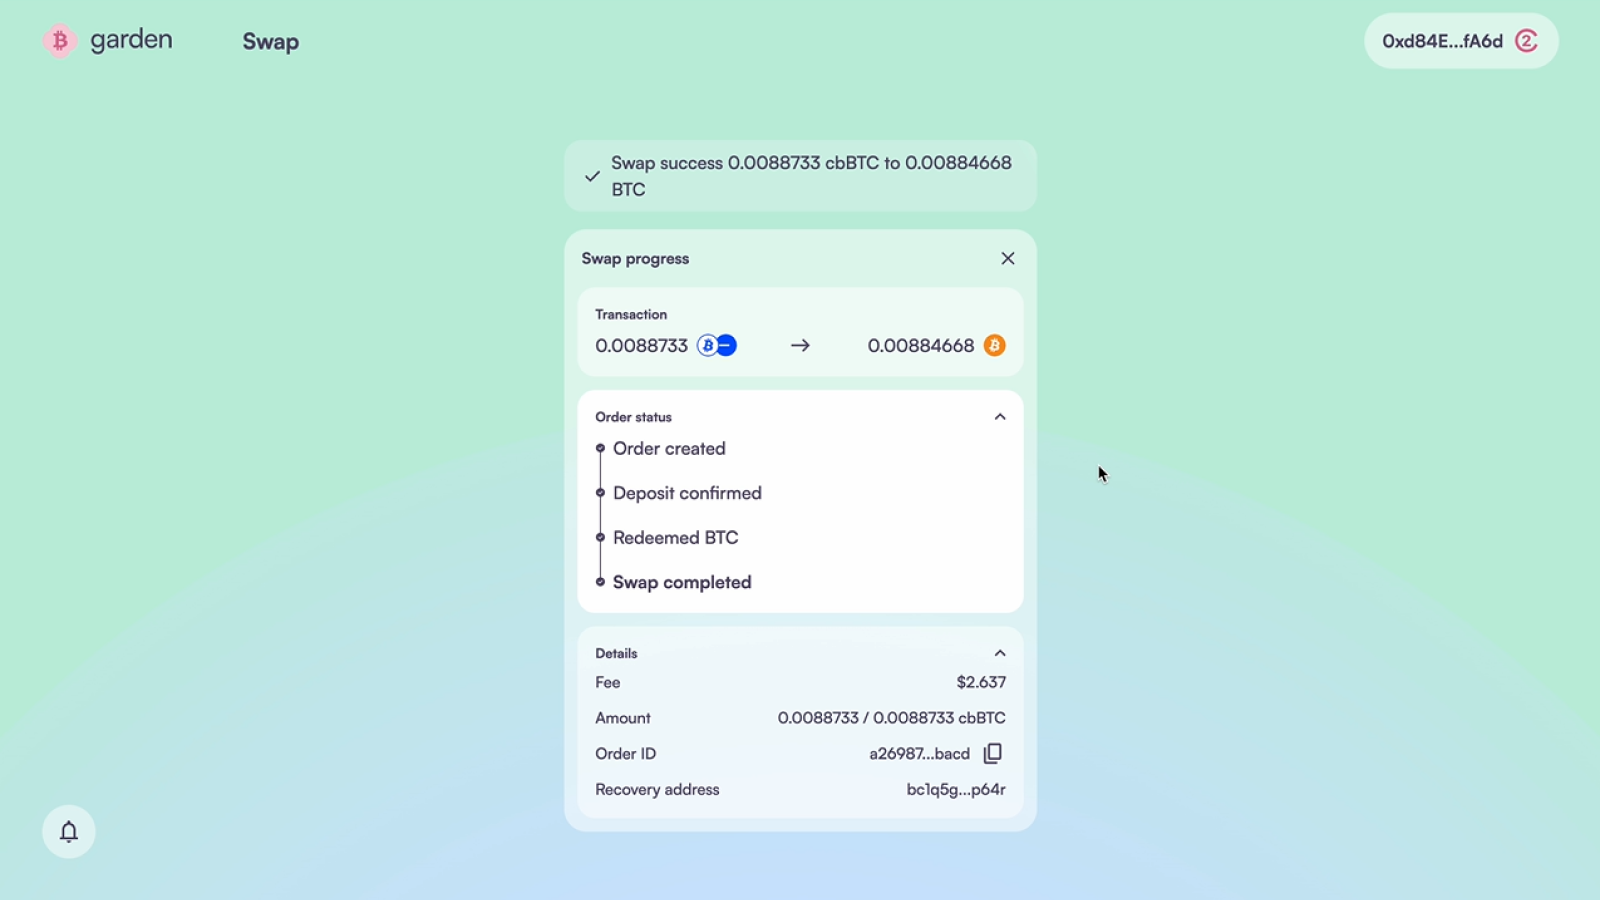 garden
Swap
0xd84E...fA6d
Swap success 0.0088733 cbBTC to 0.00884668
BTC
Swap progress
Transaction
0.0088733
0.00884668
Order status
Order created
Deposit confirmed
Redeemed BTC
Swap completed
Details
Fee $2.637
Amount 0.0088733 / 0.0088733 cbBTC
Order ID a26987...bacd
Recovery address bc1q5g...p64r